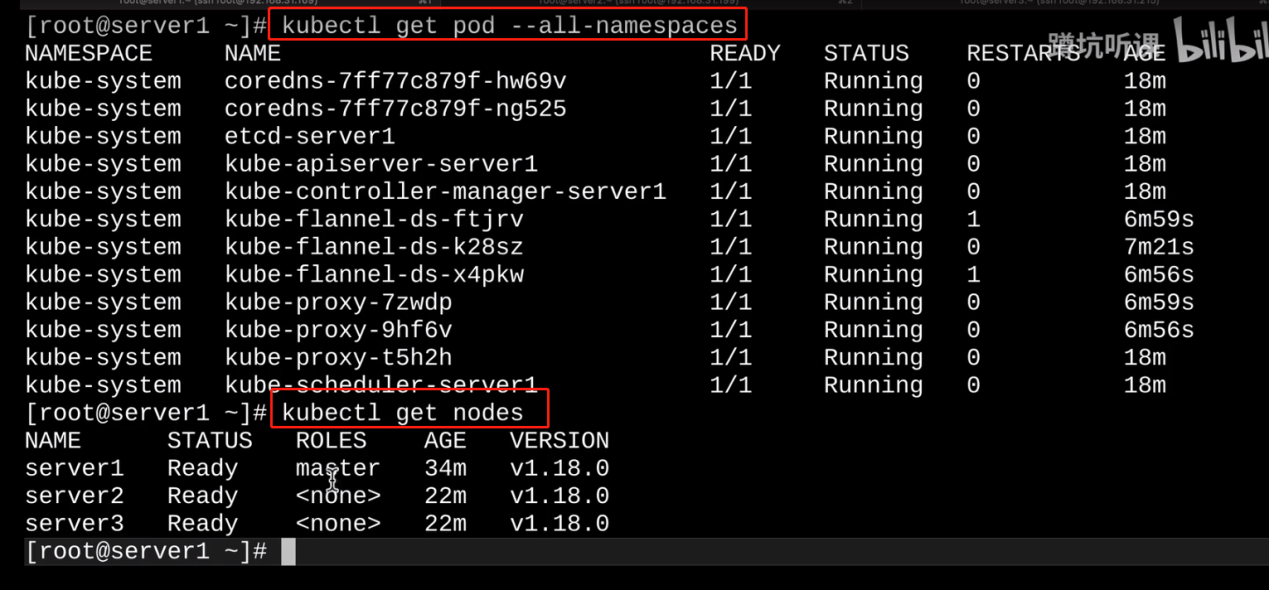 [root@server1 ~]# kubectl get pod --all-namespaces
NAMESPACE NAME READY STATUS RESTARTS AGE
蹲坑听课 bilibil
kube-system coredns-7ff77c879f-hw69v 1/1 Running 0 18m
kube-system coredns-7ff77c879f-ng525 1/1 Running 0 18m
kube-system etcd-server1 1/1 Running 0 18m
kube-system kube-apiserver-server1 1/1 Running 0 18m
kube-system kube-controller-manager-server1 1/1 Running 0 18m
kube-system kube-flannel-ds-ftjrv 1/1 Running 1 6m59s
kube-system kube-flannel-ds-k28sz 1/1 Running 0 7m21s
kube-system kube-flannel-ds-x4pkw 1/1 Running 1 6m56s
kube-system kube-proxy-7zwdp 1/1 Running 0 6m59s
kube-system kube-proxy-9hf6v 1/1 Running 0 6m56s
kube-system kube-proxy-t5h2h 1/1 Running 0 18m
kube-system kube-scheduler-server1 1/1 Running 0 18m
[root@server1 ~]# kubectl get nodes
NAME STATUS ROLES AGE VERSION
server1 Ready master 34m v1.18.0
server2 Ready <none> 22m v1.18.0
server3 Ready <none> 22m v1.18.0
[root@server1 ~]#